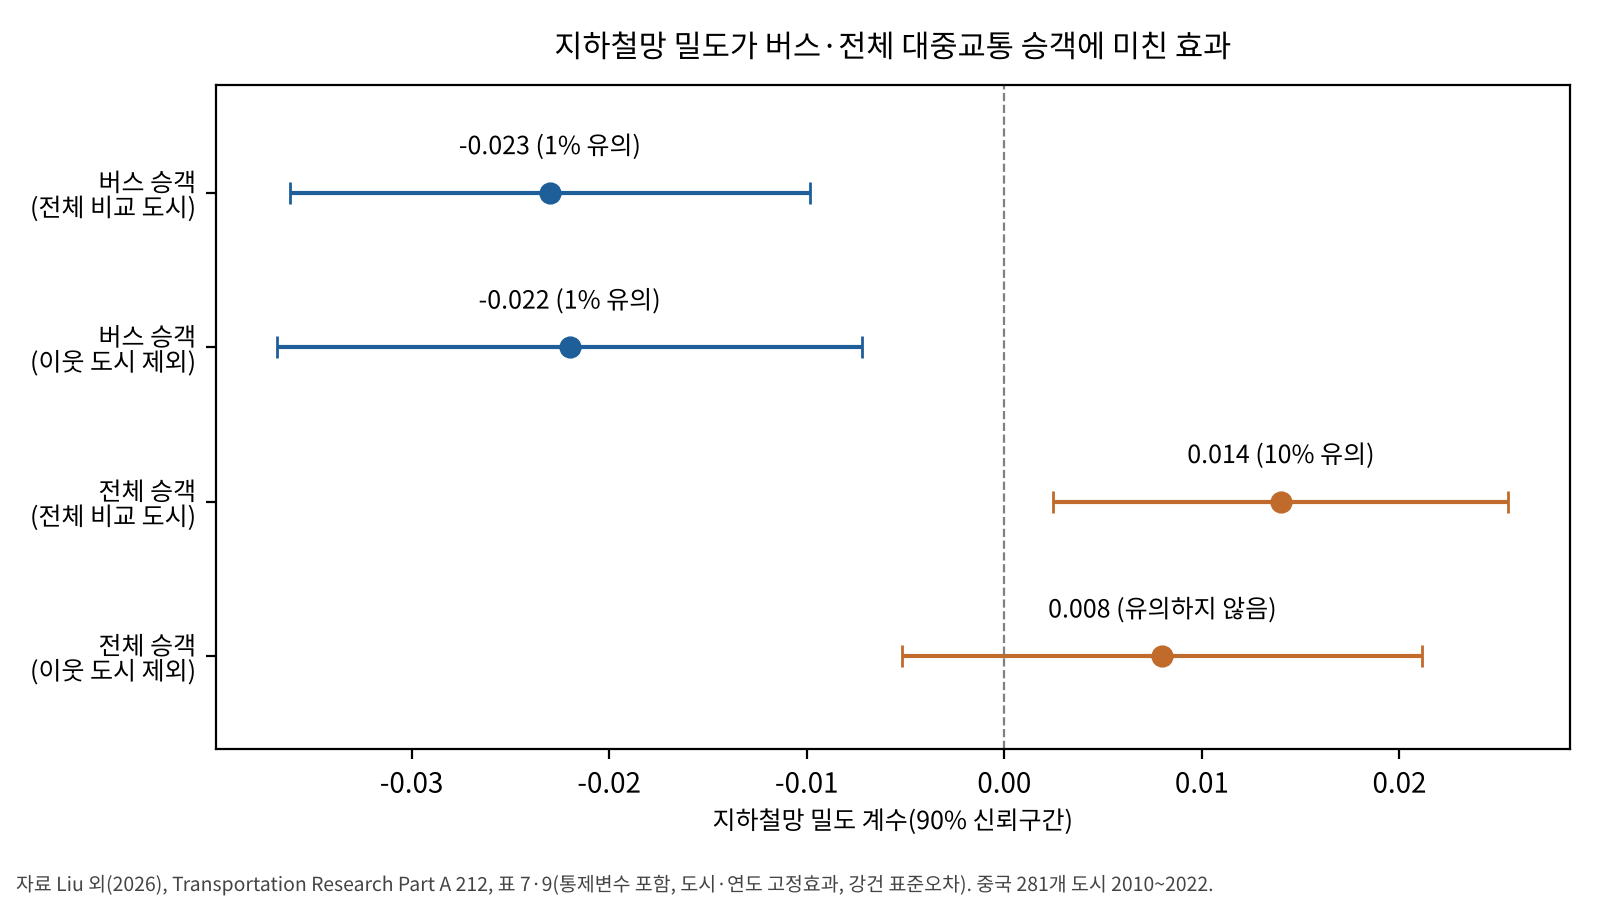 지하철망 밀도가 버스·전체 대중교통 승객에 미친 효과
-0.023 (1% 유의)
버스 승객
(전체 비교 도시)
-0.022 (1% 유의)
버스 승객
(이웃 도시 제외)
0.014 (10% 유의)
전체 승객
(전체 비교 도시)
0.008 (유의하지 않음)
전체 승객
(이웃 도시 제외)
-0.03 -0.02 -0.01 0.00 0.01 0.02
지하철망 밀도 계수(90% 신뢰구간)
자료 Liu 외(2026), Transportation Research Part A 212, 표 7·9(통제변수 포함, 도시·연도 고정효과, 강건 표준오차). 중국 281개 도시 2010~2022.